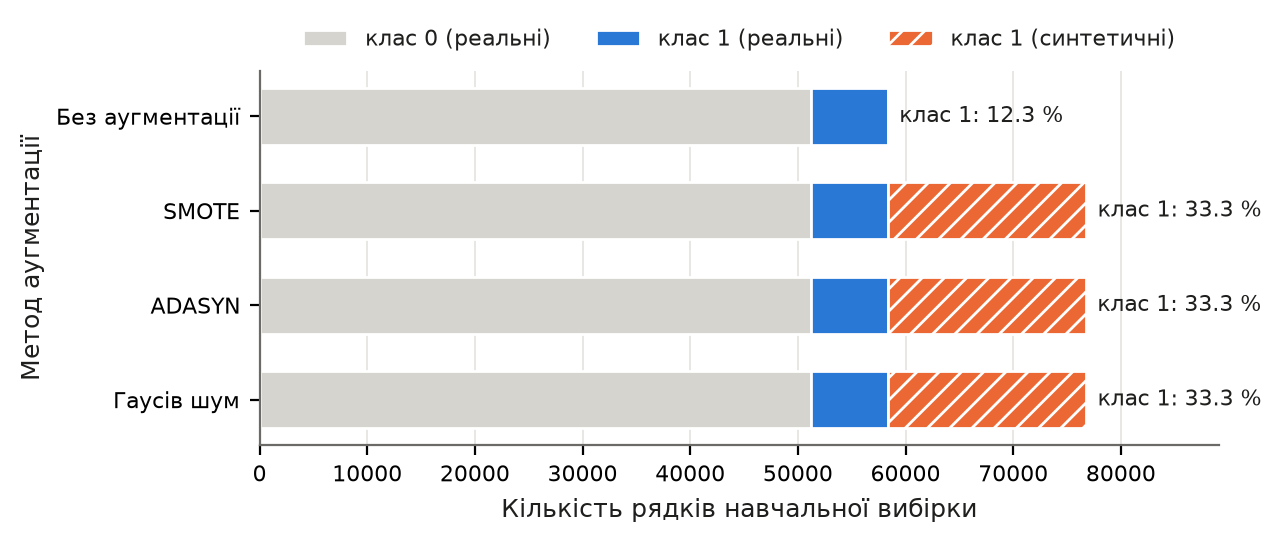 клас 0 (реальні) клас 1 (реальні) клас 1 (синтетичні)
Метод аугментації
Без аугментації клас 1: 12.3 %
SMOTE клас 1: 33.3 %
ADASYN клас 1: 33.3 %
Гаусів шум клас 1: 33.3 %
0 10000 20000 30000 40000 50000 60000 70000 80000
Кількість рядків навчальної вибірки